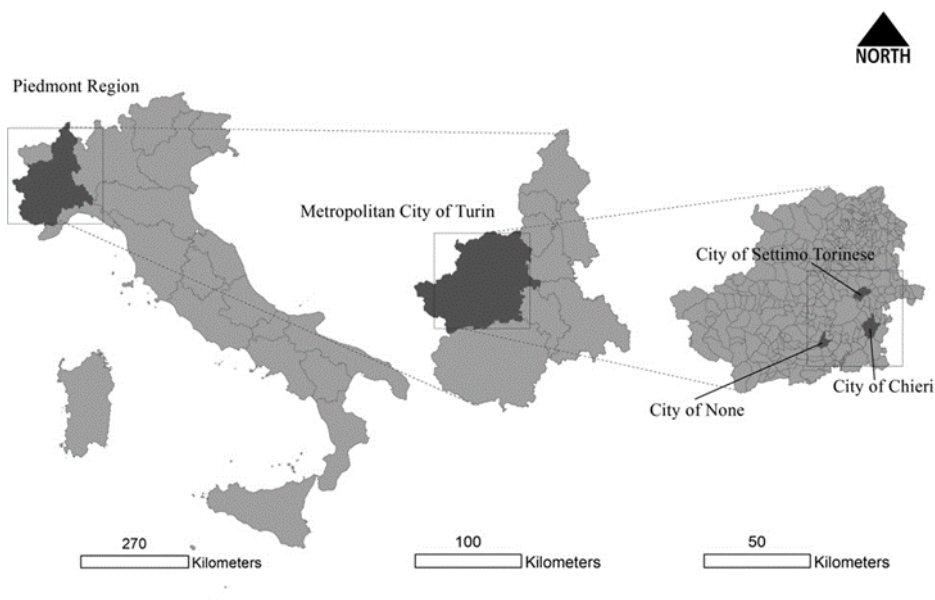 NORTH
Piedmont Region
Metropolitan City of Turin
City of Settimo Torinese
City of Chieri
City of None
270
Kilometers
100
Kilometers
50
Kilometers